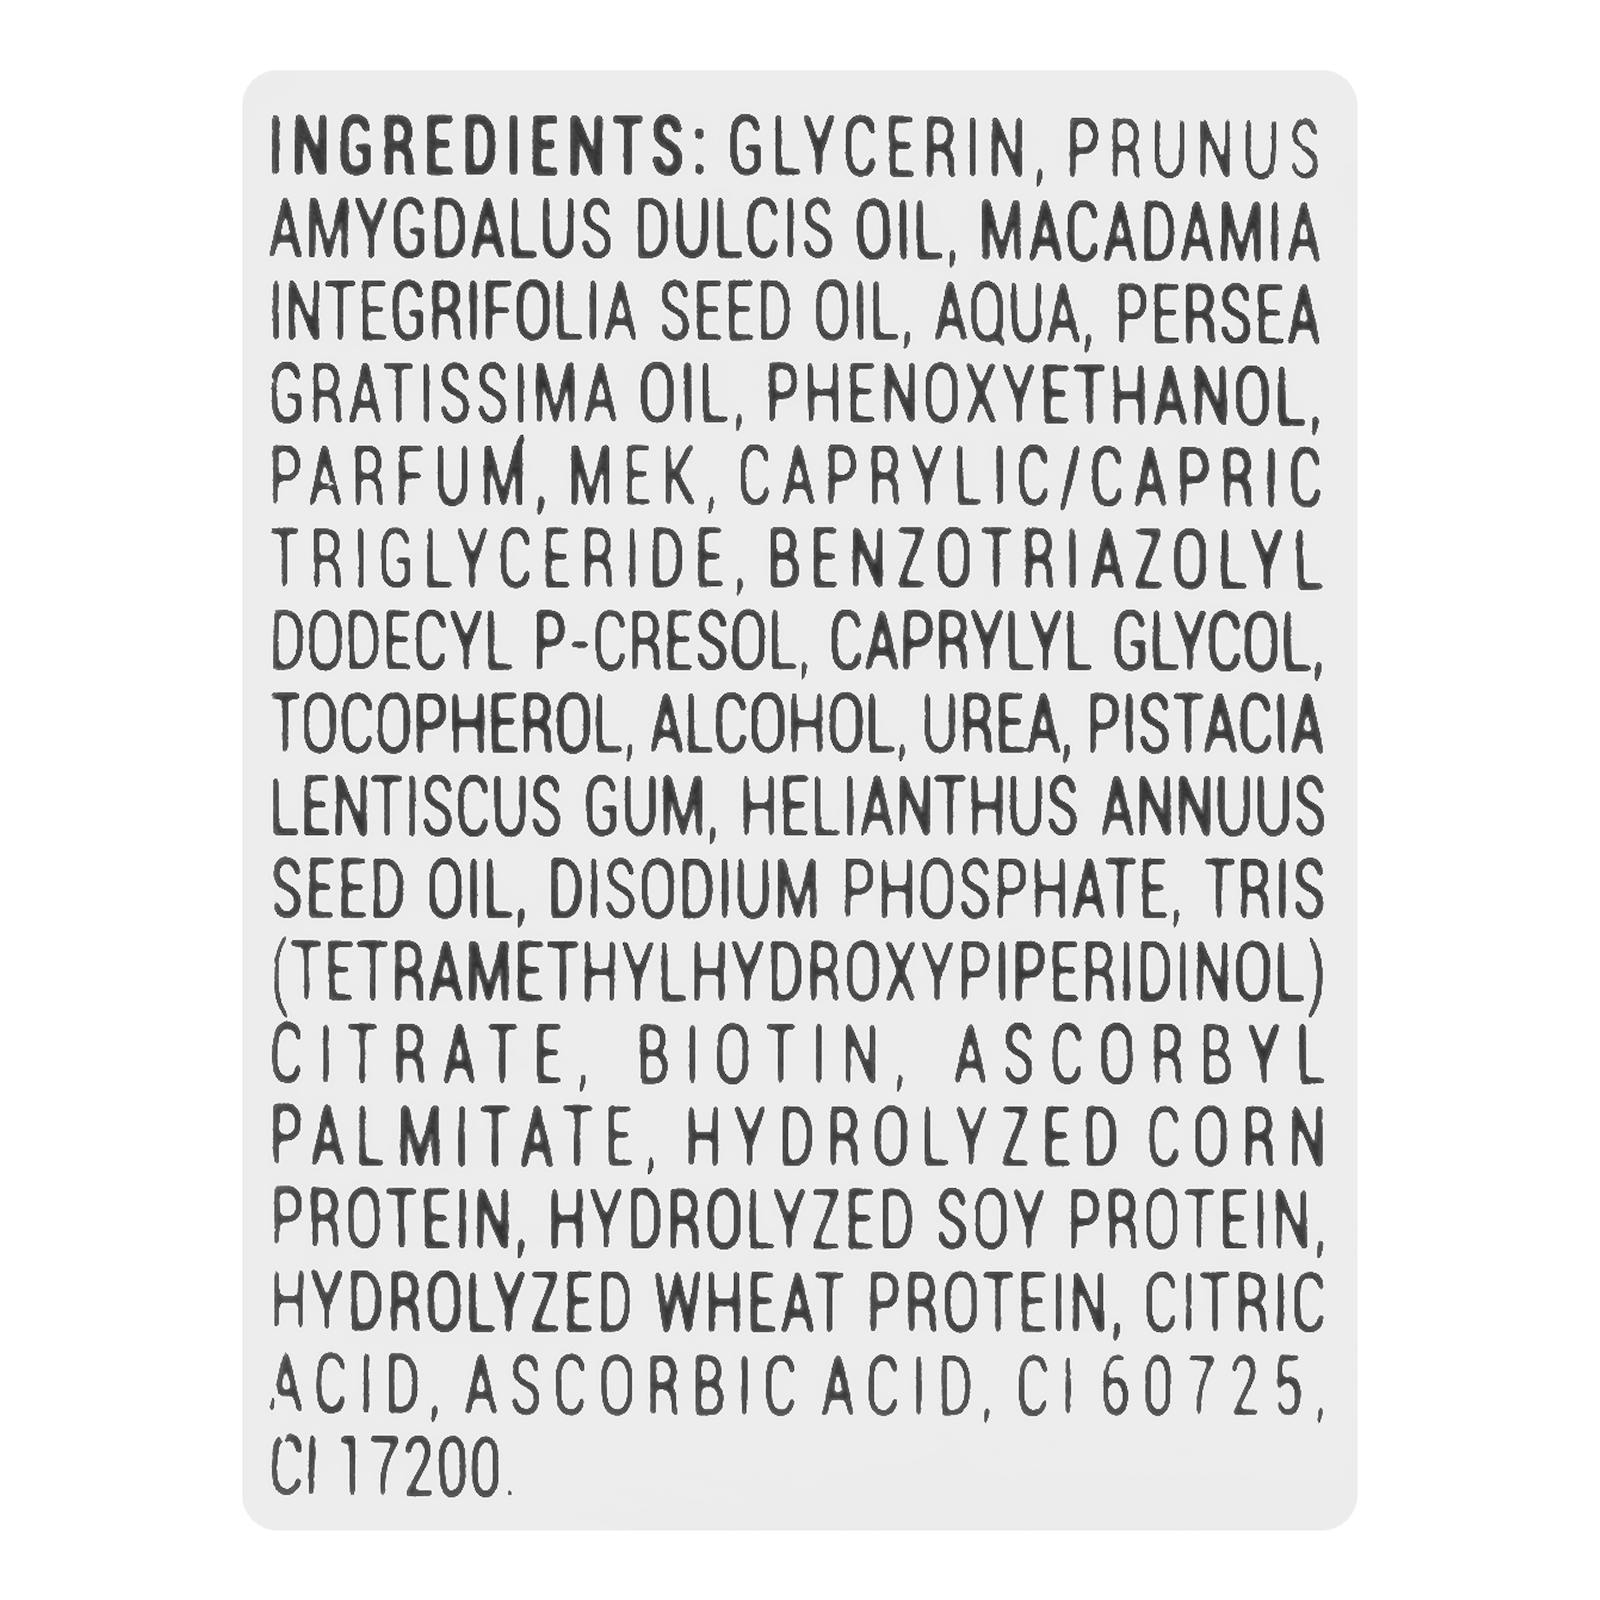 INGREDIENTS: GLYCERIN, PRUNUS
AMYGDALUS DULCIS OIL, MACADAMIA
INTEGRIFOLIA SEED OIL, AQUA, PERSEA
GRATISSIMA OIL, PHENOXYETHANOL,
PARFUM, MEK, CAPRYLIC/CAPRIC
TRIGLYCERIDE, BENZOTRIAZOLYL
DODECYL P-CRESOL, CAPRYLYL GLYCOL,
TOCOPHEROL, ALCOHOL, UREA, PISTACIA
LENTISCUS GUM, HELIANTHUS ANNUUS
SEED OIL, DISODIUM PHOSPHATE, TRIS
(TETRAMETHYLHYDROXYPIPERIDINOL)
CITRATE, BIOTIN, ASCORBYL
PALMITATE, HYDROLYZED CORN
PROTEIN, HYDROLYZED SOY PROTEIN,
HYDROLYZED WHEAT PROTEIN, CITRIC
ACID, ASCORBIC ACID, CI 60725,
CI 17200.